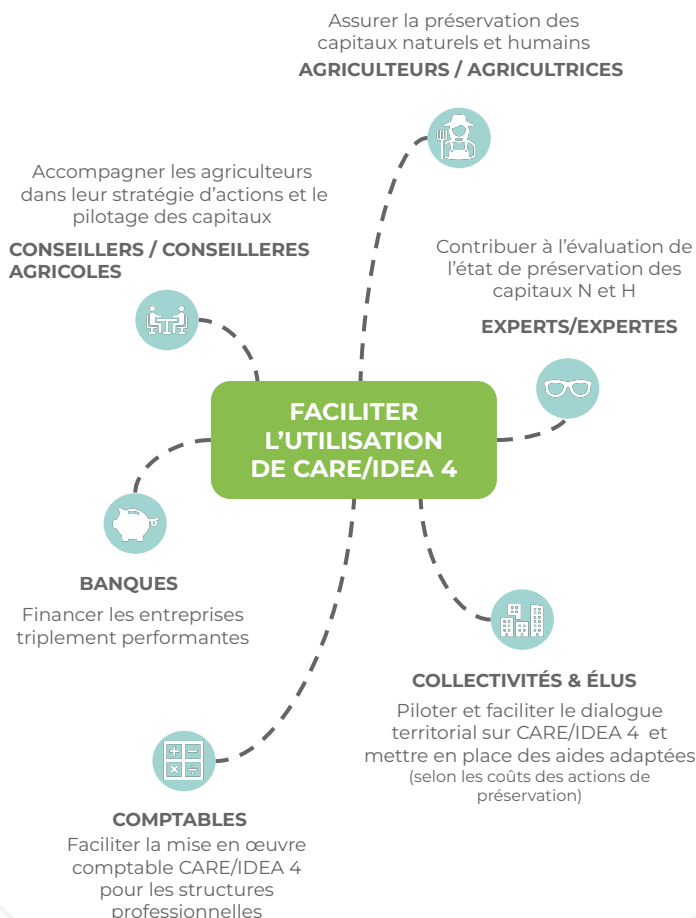 Assurer la préservation des
capitaux naturels et humains
AGRICULTEURS / AGRICULTRICES
Accompagner les agriculteurs
dans leur stratégie d'actions et le
pilotage des capitaux
CONSEILLERS / CONSEILLERES
AGRICOLES
Contribuer à l'évaluation de
l'état de préservation des
capitaux N et H
EXPERTS/EXPERTES
FACILITER
L'UTILISATION
DE CARE/IDEA 4
BANQUES
Financer les entreprises
triplement performantes
COLLECTIVITÉS & ÉLUS
Piloter et faciliter le dialogue
territorial sur CARE/IDEA 4 et
mettre en place des aides adaptées
(selon les coûts des actions de
préservation)
COMPTABLES
Faciliter la mise en œuvre
comptable CARE/IDEA 4
pour les structures
professionnelles